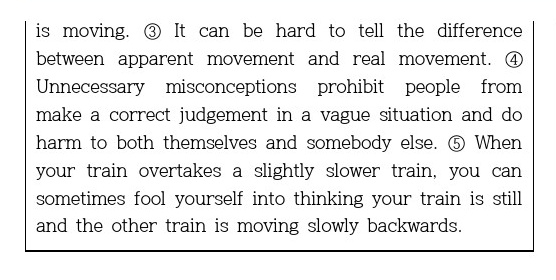 is moving. ③ It can be hard to tell the difference
between apparent movement and real movement. ④
Unnecessary misconceptions prohibit people from
make a correct judgement in a vague situation and do
harm to both themselves and somebody else. ⑤ When
your train overtakes a slightly slower train, you can
sometimes fool yourself into thinking your train is still
and the other train is moving slowly backwards.